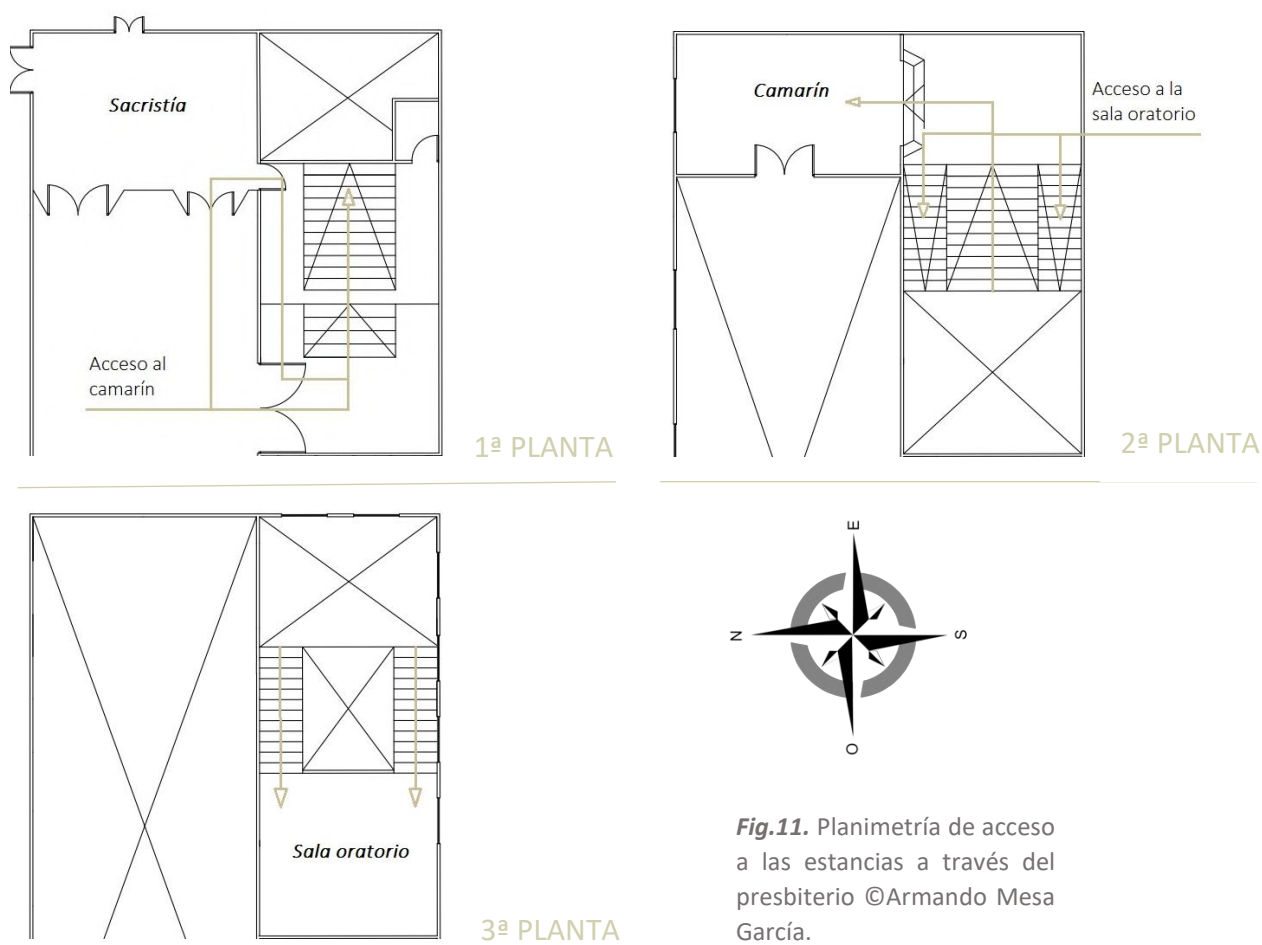 Sacristía
Acceso al
camarín
1ª PLANTA
Camarín
Acceso a la
sala oratorio
2ª PLANTA
Sala oratorio
3ª PLANTA
E
N
S
O
Fig.11. Planimetría de acceso
a las estancias a través del
presbiterio ©Armando Mesa
García.